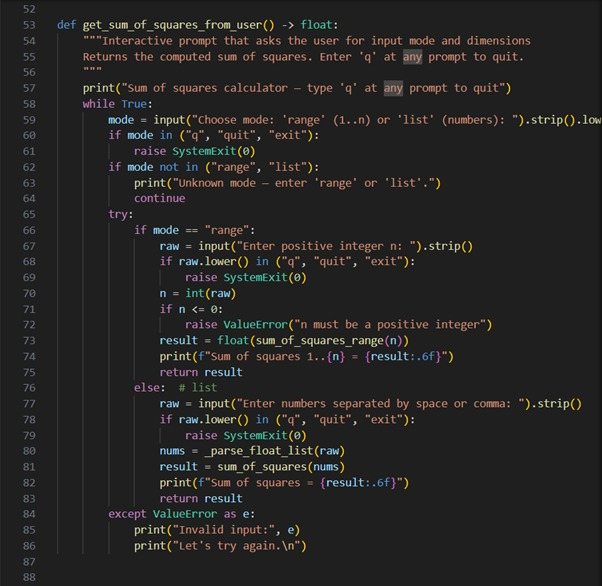 52
53 def get_sum_of_squares_from_user() -> float:
54     """Interactive prompt that asks the user for input mode and dimensions
55     Returns the computed sum of squares. Enter 'q' at any prompt to quit.
56     """
57     print("Sum of squares calculator — type 'q' at any prompt to quit")
58     while True:
59         mode = input("Choose mode: 'range' (1..n) or 'list' (numbers): ").strip().low
60         if mode in ("q", "quit", "exit"):
61             raise SystemExit(0)
62         if mode not in ("range", "list"):
63             print("Unknown mode — enter 'range' or 'list'.")
64             continue
65         try:
66             if mode == "range":
67                 raw = input("Enter positive integer n: ").strip()
68                 if raw.lower() in ("q", "quit", "exit"):
69                     raise SystemExit(0)
70                 n = int(raw)
71                 if n <= 0:
72                     raise ValueError("n must be a positive integer")
73                 result = float(sum_of_squares_range(n))
74                 print(f"Sum of squares 1..{n} = {result:.6f}")
75                 return result
76             else:  # list
77                 raw = input("Enter numbers separated by space or comma: ").strip()
78                 if raw.lower() in ("q", "quit", "exit"):
79                     raise SystemExit(0)
80                 nums = _parse_float_list(raw)
81                 result = sum_of_squares(nums)
82                 print(f"Sum of squares = {result:.6f}")
83                 return result
84         except ValueError as e:
85             print("Invalid input:", e)
86             print("Let's try again.\n")
87
88